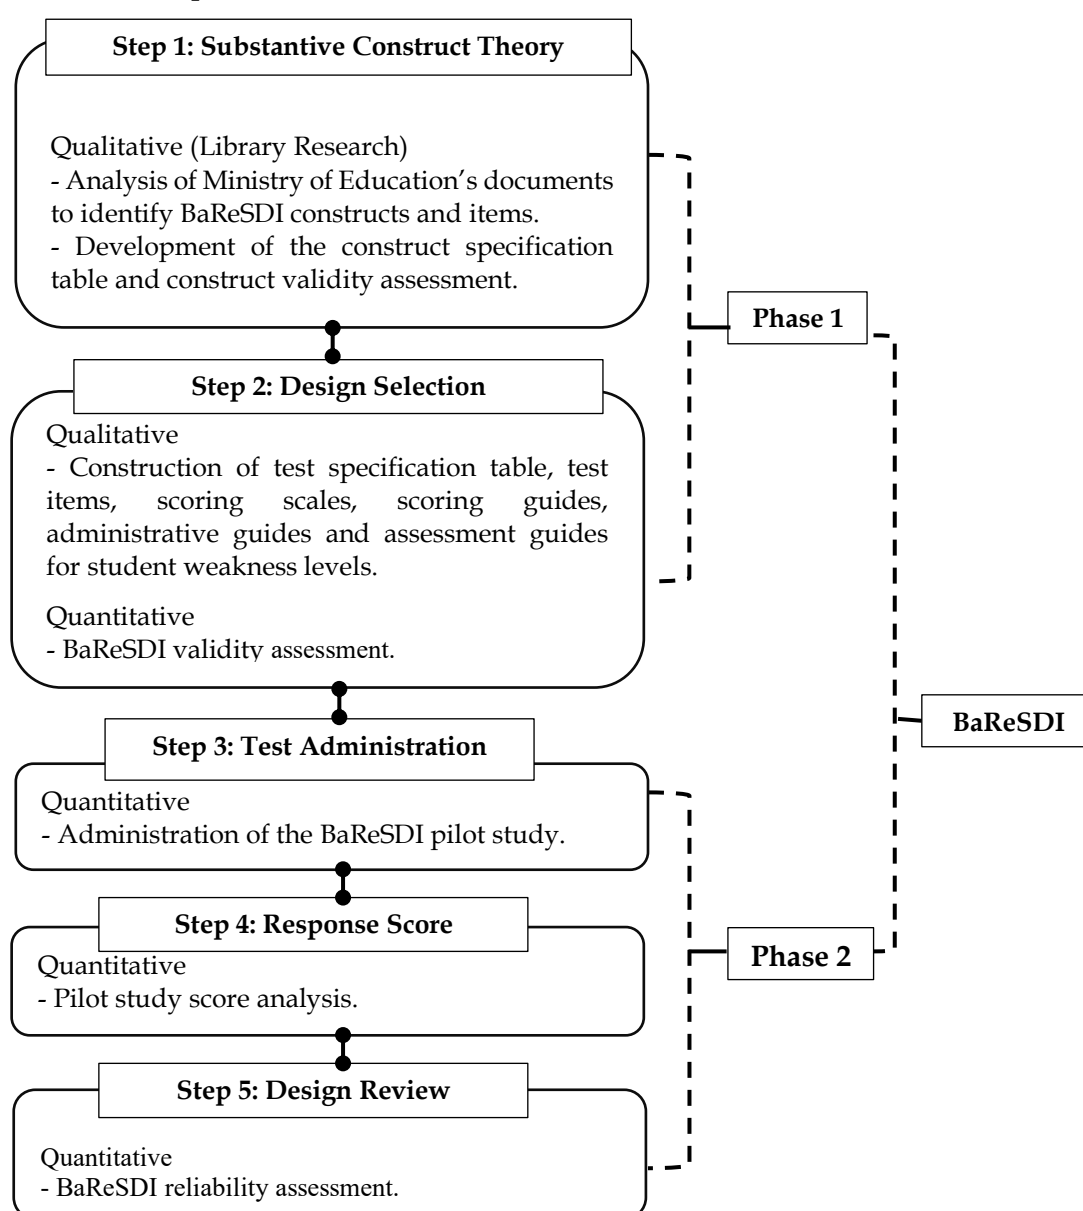 Step 1: Substantive Construct Theory
Qualitative (Library Research)
- Analysis of Ministry of Education’s documents
to identify BaReSDI constructs and items.
- Development of the construct specification
table and construct validity assessment.
Phase 1
Step 2: Design Selection
Qualitative
- Construction of test specification table, test
items, scoring scales, scoring guides,
administrative guides and assessment guides
for student weakness levels.
Quantitative
- BaReSDI validity assessment.
BaReSDI
Step 3: Test Administration
Quantitative
- Administration of the BaReSDI pilot study.
Step 4: Response Score
Quantitative
- Pilot study score analysis.
Phase 2
Step 5: Design Review
Quantitative
- BaReSDI reliability assessment.